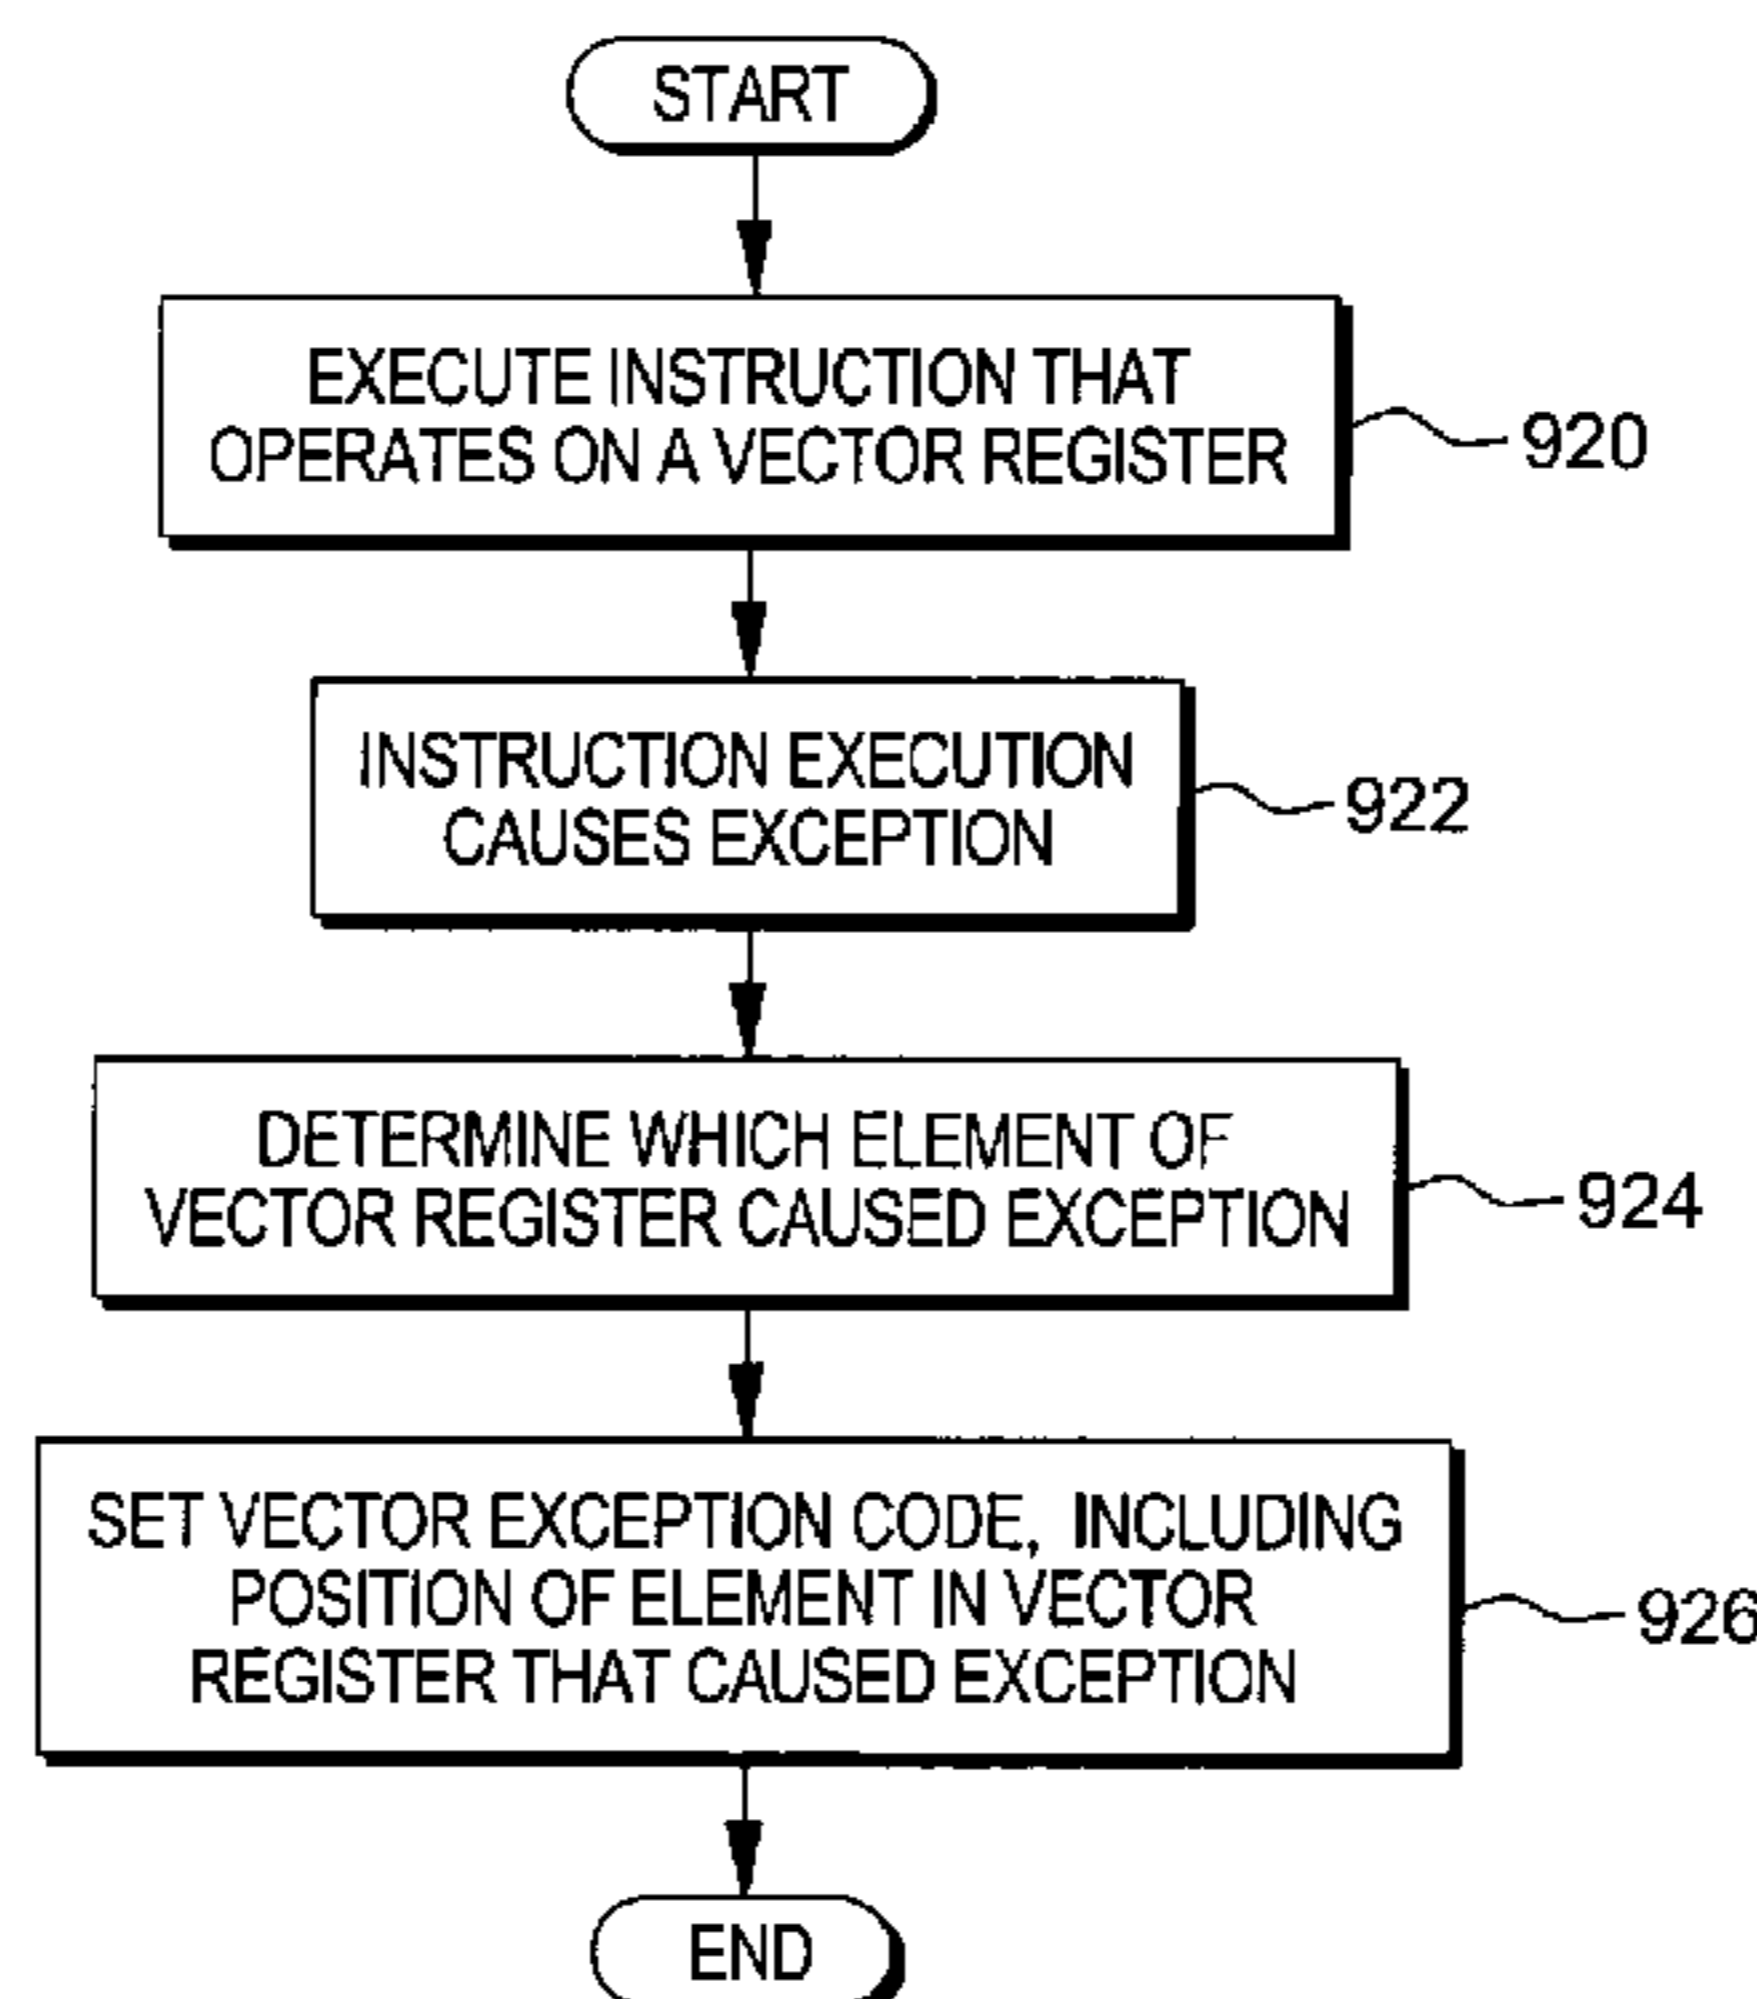 START
EXECUTE INSTRUCTION THAT
OPERATES ON A VECTOR REGISTER
920
INSTRUCTION EXECUTION
CAUSES EXCEPTION
922
DETERMINE WHICH ELEMENT OF
VECTOR REGISTER CAUSED EXCEPTION
924
SET VECTOR EXCEPTION CODE, INCLUDING
POSITION OF ELEMENT IN VECTOR
REGISTER THAT CAUSED EXCEPTION
926
END